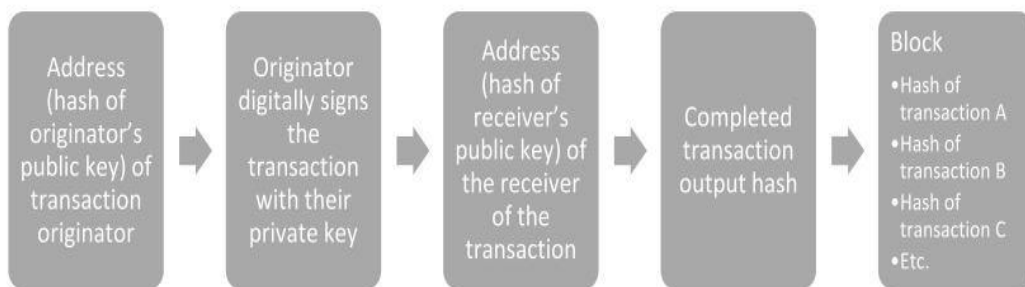 Address
(hash of
originator's
public key) of
transaction
originator
Originator
digitally signs
the
transaction
with their
private key
Address
(hash of
receiver's
public key) of
the receiver
of the
transaction
Completed
transaction
output hash
Block
•Hash of
transaction A
•Hash of
transaction B
•Hash of
transaction C
•Etc.